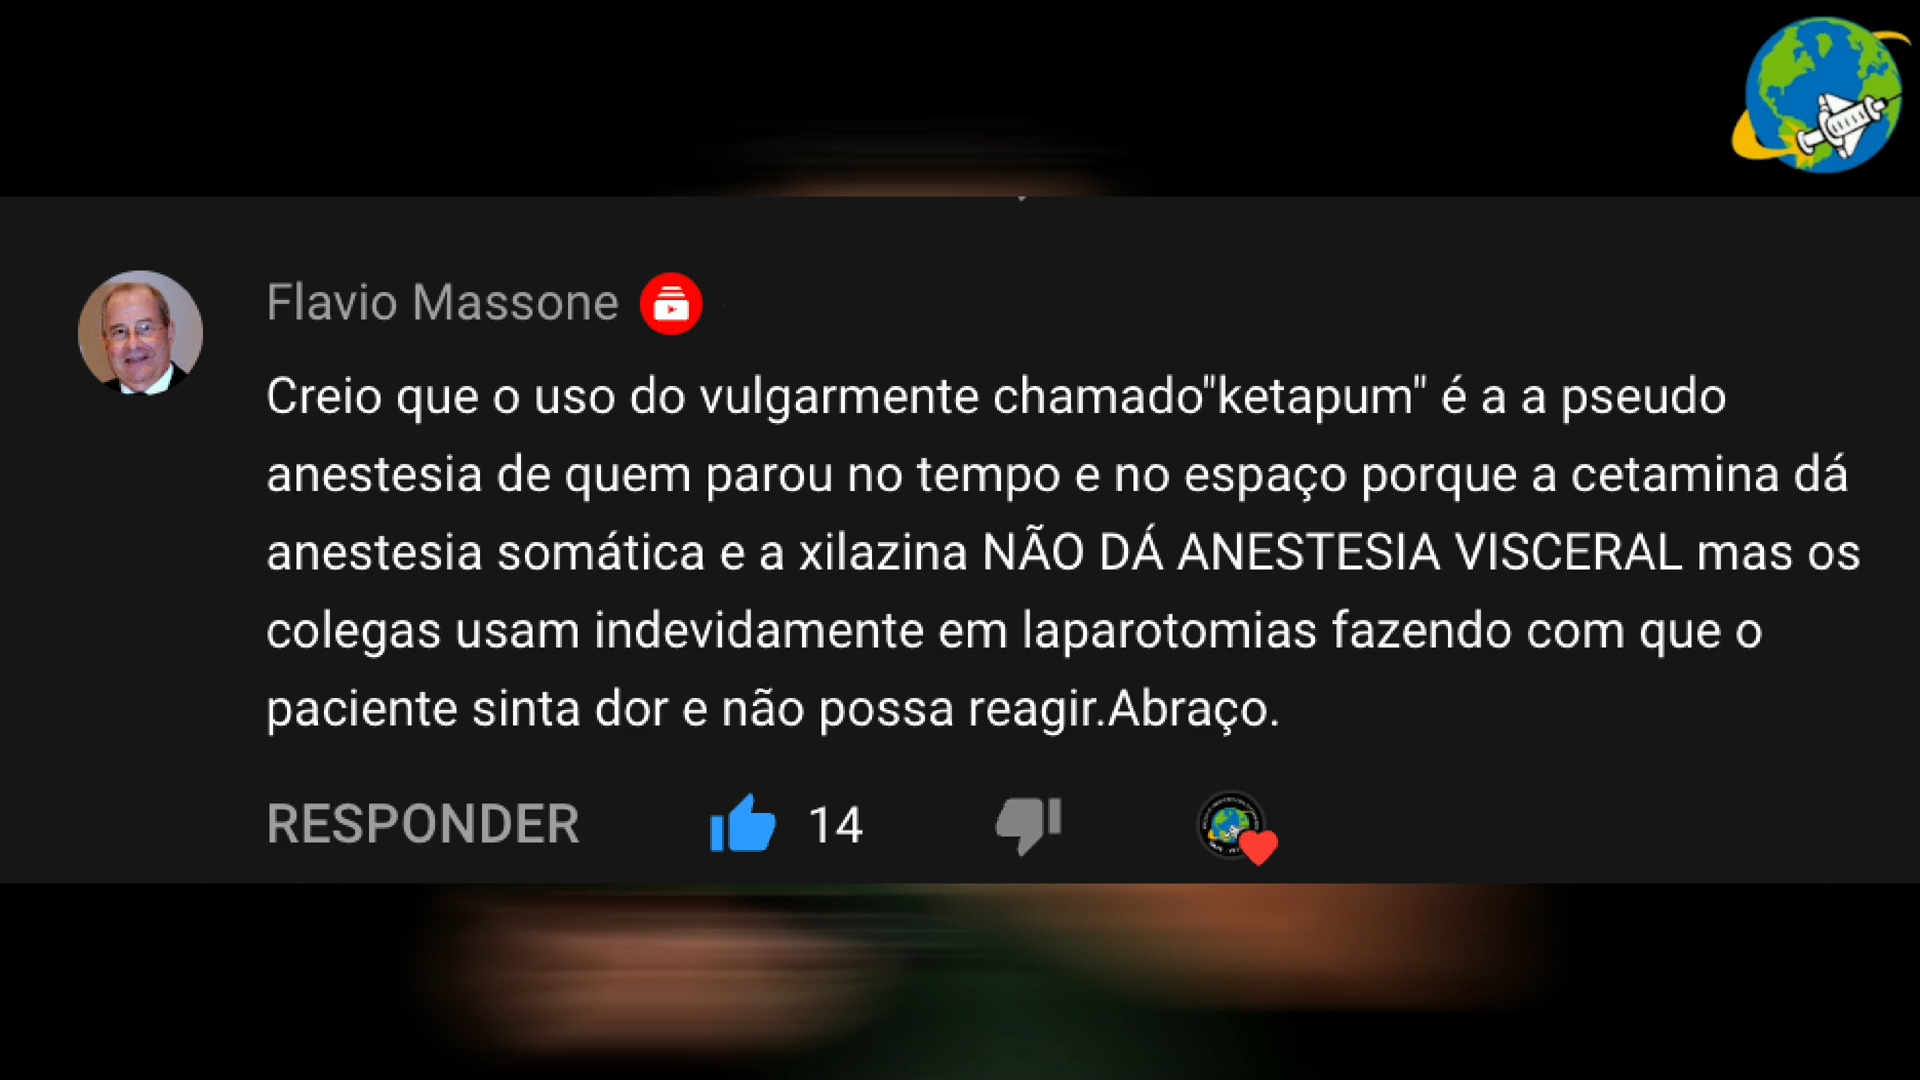 Flavio Massone
Creio que o uso do vulgarmente chamado"ketapum" é a a pseudo
anestesia de quem parou no tempo e no espaço porque a cetamina dá
anestesia somática e a xilazina NÃO DÁ ANESTESIA VISCERAL mas os
colegas usam indevidamente em laparotomias fazendo com que o
paciente sinta dor e não possa reagir.Abraço.
RESPONDER 14